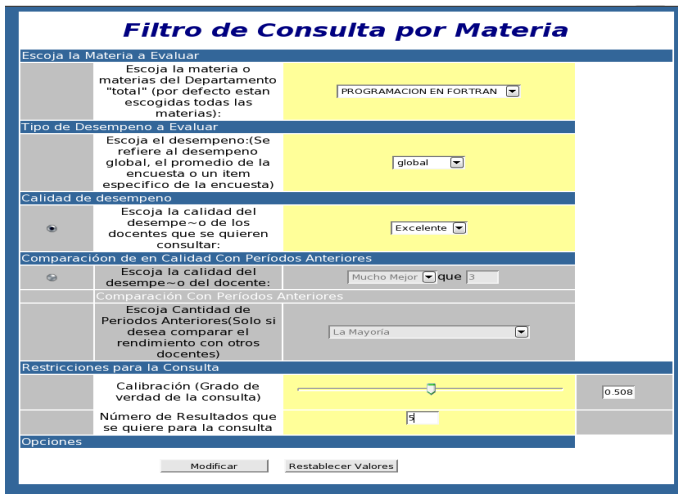 Filtro de Consulta por Materia
Escoja la Materia a Evaluar
Escoja la materia o
materias del Departamento
"total" (por defecto estan
escogidas todas las
materias):
PROGRAMACION EN FORTRAN
Tipo de Desempeno a Evaluar
Escoja el desempeno:(Se
refiere al desempeno
global, el promedio de la
encuesta o un item
especifico de la encuesta)
global
Calidad de desempeno
Escoja la calidad del
desempe~o de los
docentes que se quieren
consultar:
Excelente
Comparacióon de en Calidad Con Períodos Anteriores
Escoja la calidad del
desempe~o del docente:
Mucho Mejor que 3
Comparación Con Períodos Anteriores
Escoja Cantidad de
Periodos Anteriores(Solo si
desea comparar el
rendimiento con otros
docentes)
La Mayoría
Restricciones para la Consulta
Calibración (Grado de
verdad de la consulta)
0.508
Número de Resultados que
se quiere para la consulta
5
Opciones
Modificar Restablecer Valores